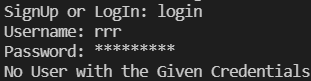 SignUp or LogIn: login
Username: rrr
Password: *********
No User with the Given Credentials